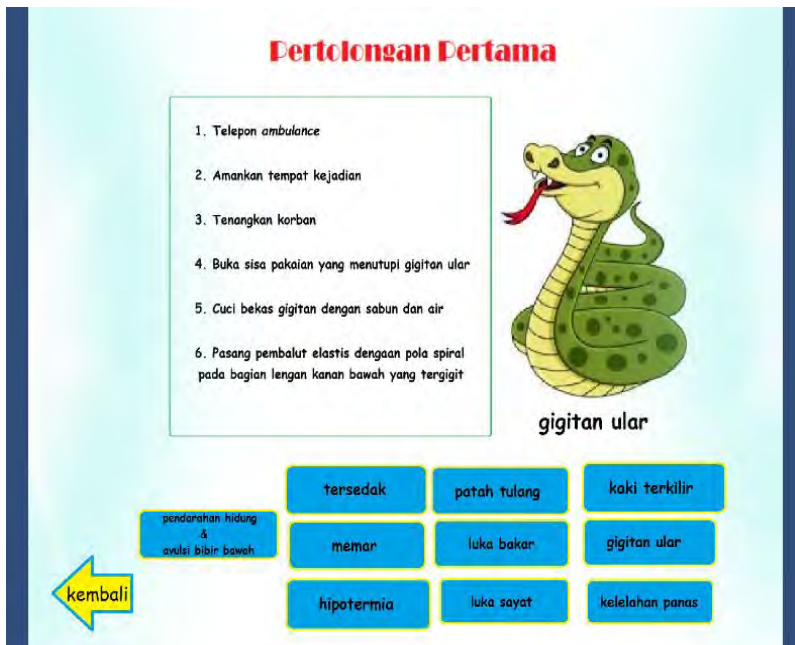 Pertolongan Pertama
1. Telepon ambulance
2. Amankan tempat kejadian
3. Tenangkan korban
4. Buka sisa pakaian yang menutupi gigitan ular
5. Cuci bekas gigitan dengan sabun dan air
6. Pasang pembalut elastis dengaan pola spiral
pada bagian lengan kanan bawah yang tergigit
gigitan ular
tersedak
patah tulang
kaki terkilir
pendarahan hidung
&
avulsi bibir bawah
memar
luka bakar
gigitan ular
kembali
hipotermia
luka sayat
kelelahan panas